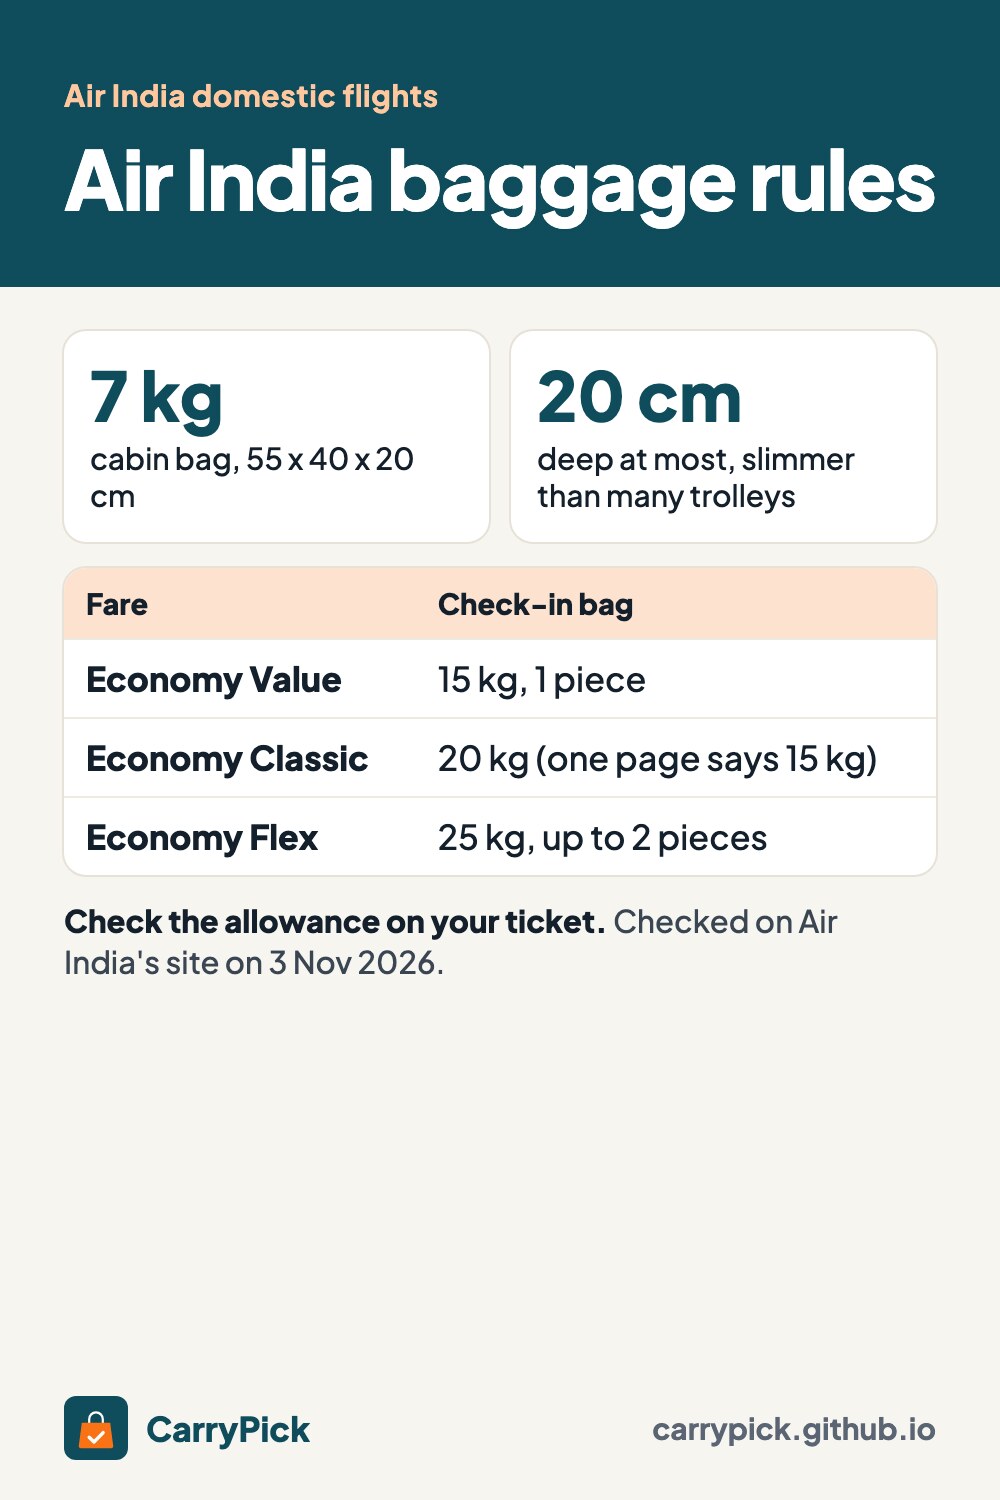 Air India domestic flights
Air India baggage rules
7 kg
cabin bag, 55 x 40 x 20
cm
20 cm
deep at most, slimmer
than many trolleys
Fare Check-in bag
Economy Value 15 kg, 1 piece
Economy Classic 20 kg (one page says 15 kg)
Economy Flex 25 kg, up to 2 pieces
Check the allowance on your ticket. Checked on Air
India's site on 3 Nov 2026.
CarryPick carrypick.github.io